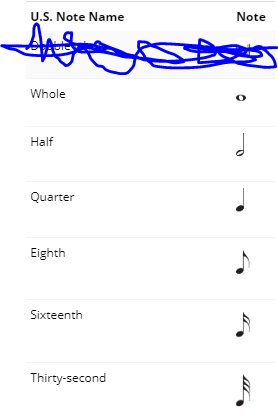 U.S. Note Name Note
Whole
Half
Quarter
Eighth
Sixteenth
Thirty-second